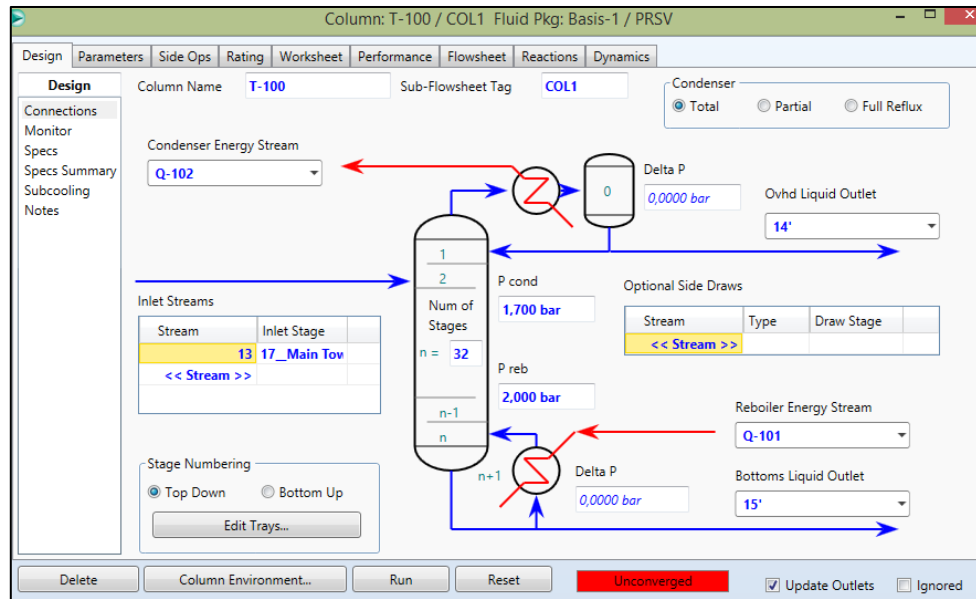 Column: T-100 / COL1 Fluid Pkg: Basis-1 / PRSV
Design Parameters Side Ops Rating Worksheet Performance Flowsheet Reactions Dynamics
Design
Connections
Monitor
Specs
Specs Summary
Subcooling
Notes
Column Name T-100 Sub-Flowsheet Tag COL1
Condenser
Total Partial Full Reflux
Condenser Energy Stream
Q-102
Delta P
0,0000 bar
0
Ovhd Liquid Outlet
14'
1
2
Num of
Stages
n = 32
n-1
n
n+1
P cond
1,700 bar
P reb
2,000 bar
Inlet Streams
Stream Inlet Stage
13 17__Main Tow
<< Stream >>
Optional Side Draws
Stream Type Draw Stage
<< Stream >>
Reboiler Energy Stream
Q-101
Delta P
0,0000 bar
Bottoms Liquid Outlet
15'
Stage Numbering
Top Down Bottom Up
Edit Trays...
Delete Column Environment... Run Reset Unconverged Update Outlets Ignored